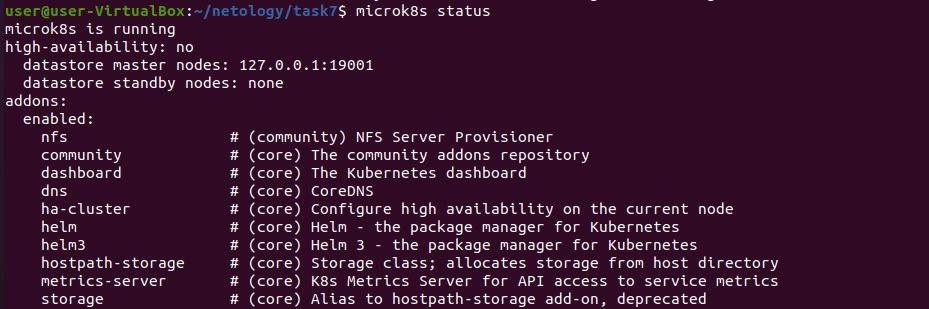 user@user-VirtualBox:~/netology/task7$ microk8s status
microk8s is running
high-availability: no
  datastore master nodes: 127.0.0.1:19001
  datastore standby nodes: none
addons:
  enabled:
    nfs                  # (community) NFS Server Provisioner
    community            # (core) The community addons repository
    dashboard            # (core) The Kubernetes dashboard
    dns                  # (core) CoreDNS
    ha-cluster           # (core) Configure high availability on the current node
    helm                 # (core) Helm - the package manager for Kubernetes
    helm3                # (core) Helm 3 - the package manager for Kubernetes
    hostpath-storage     # (core) Storage class; allocates storage from host directory
    metrics-server       # (core) K8s Metrics Server for API access to service metrics
    storage              # (core) Alias to hostpath-storage add-on, deprecated